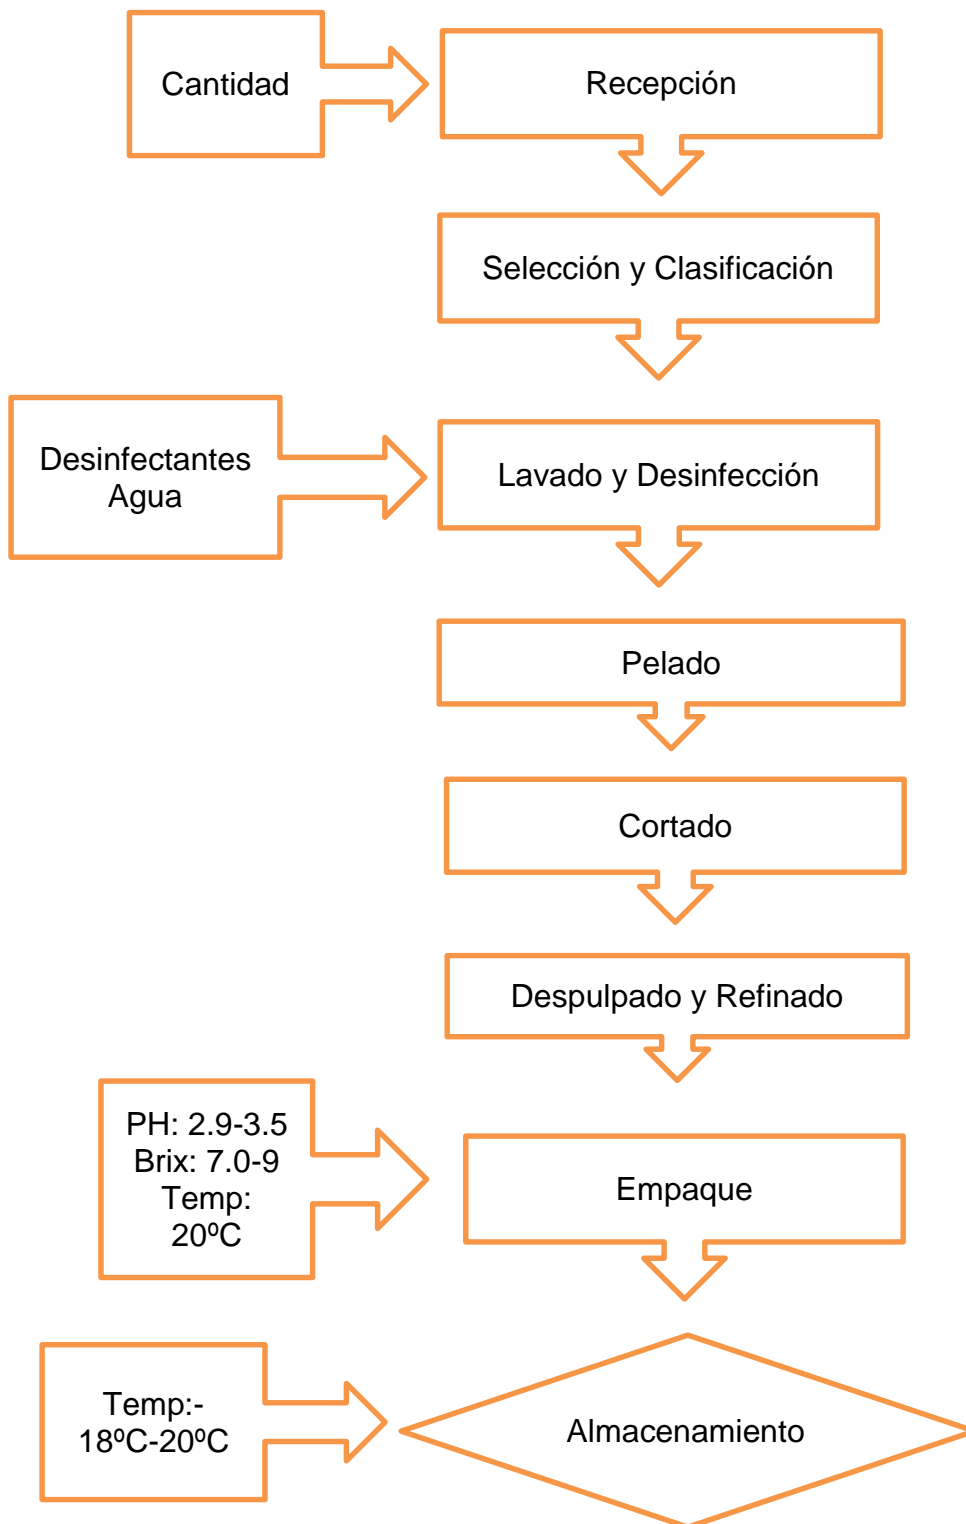 Cantidad
Recepción
Selección y Clasificación
Desinfectantes
Agua
Lavado y Desinfección
Pelado
Cortado
Despulpado y Refinado
PH: 2.9-3.5
Brix: 7.0-9
Temp:
20ºC
Empaque
Temp:-
18ºC-20ºC
Almacenamiento